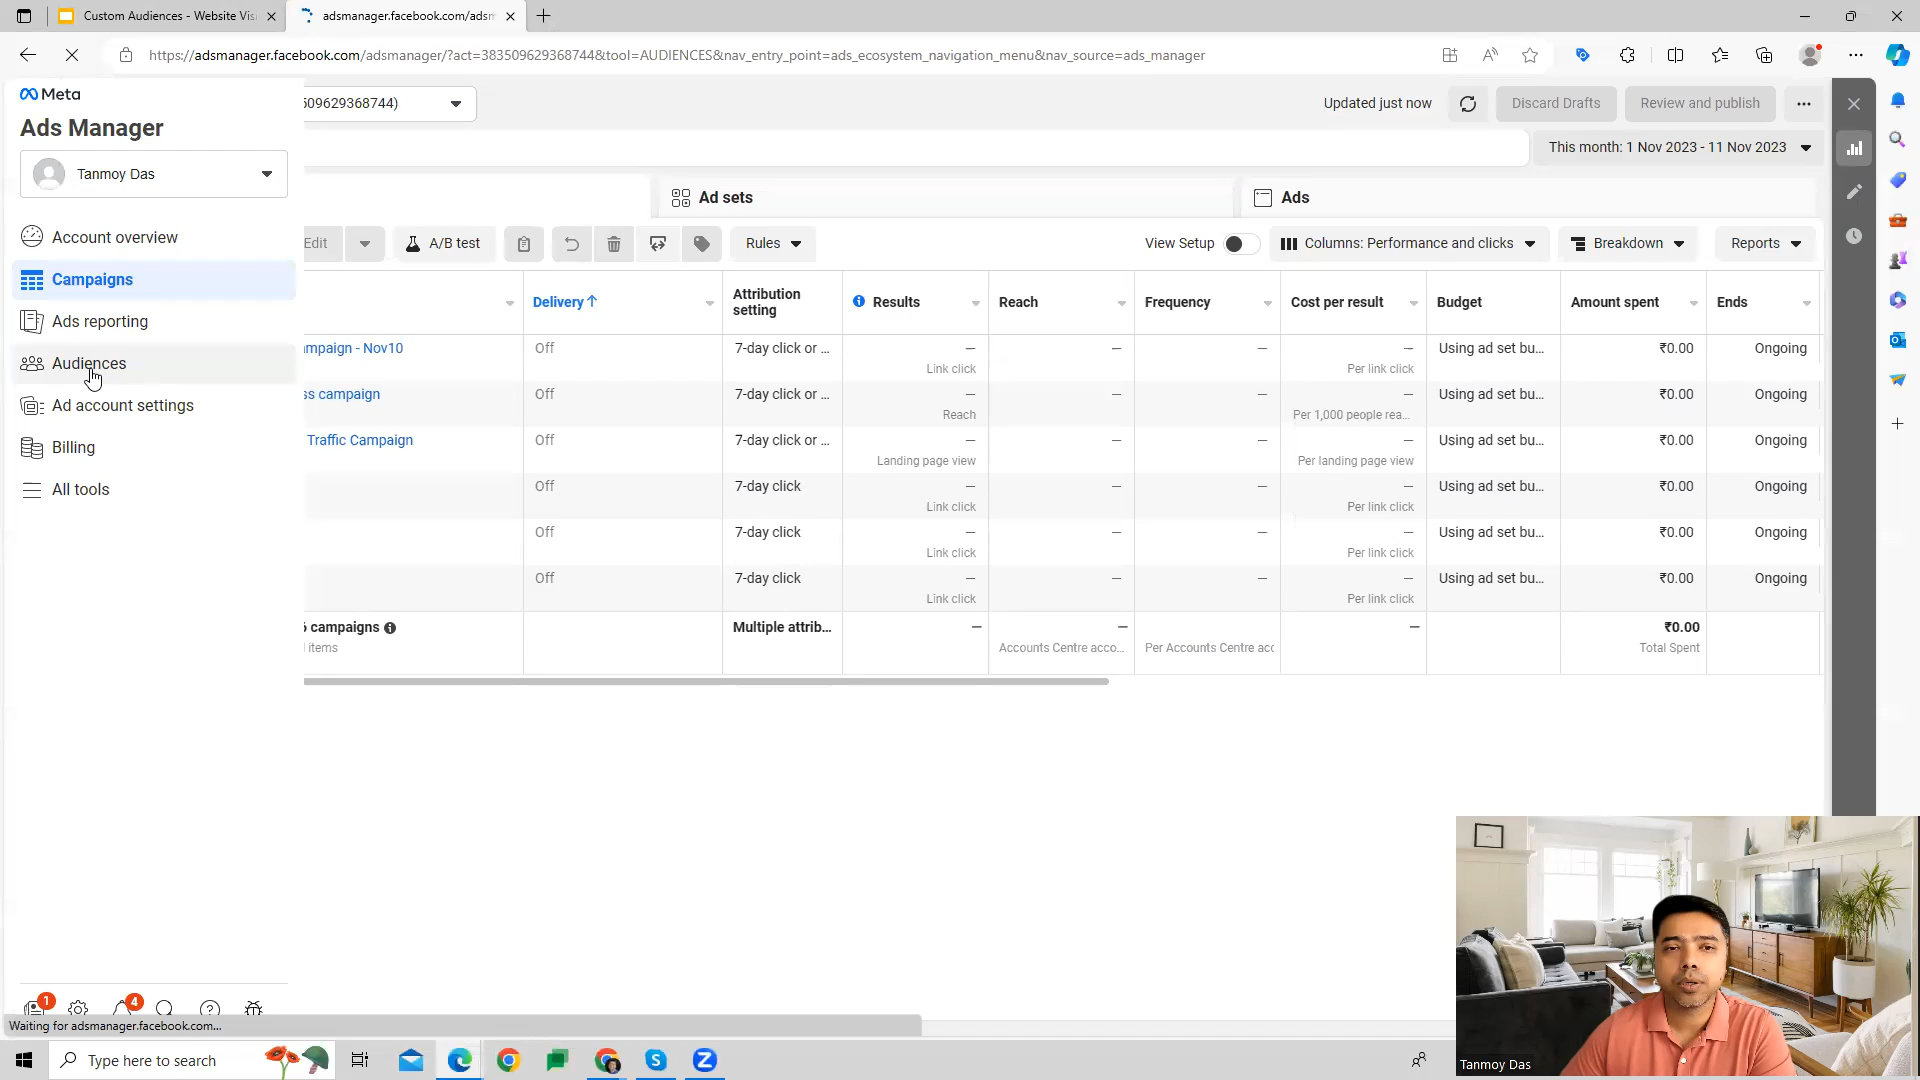 Custom Audiences - Website Vis
adsmanager.facebook.com/adsm
https://adsmanager.facebook.com/adsmanager/?act=383509629368744&tool=AUDIENCES&nav_entry_point=ads_ecosystem_navigation_menu&nav_source=ads_manager
Meta
Ads Manager
Tanmoy Das
Account overview
Campaigns
Ads reporting
Audiences
Ad account settings
Billing
All tools
1
4
509629368744)
Updated just now
Discard Drafts
Review and publish
This month: 1 Nov 2023 - 11 Nov 2023
Ad sets
Ads
Edit
A/B test
Rules
View Setup
Columns: Performance and clicks
Breakdown
Reports
Delivery↑
Attribution
setting
Results
Reach
Frequency
Cost per result
Budget
Amount spent
Ends
mpaign - Nov10
Off
7-day click or ...
—
—
—
—
Using ad set bu...
₹0.00
Ongoing
Link click
Per link click
ss campaign
Off
7-day click or ...
—
—
—
—
Using ad set bu...
₹0.00
Ongoing
Reach
Per 1,000 people rea...
Traffic Campaign
Off
7-day click or ...
—
—
—
—
Using ad set bu...
₹0.00
Ongoing
Landing page view
Per landing page view
Off
7-day click
—
—
—
—
Using ad set bu...
₹0.00
Ongoing
Link click
Per link click
Off
7-day click
—
—
—
—
Using ad set bu...
₹0.00
Ongoing
Link click
Per link click
Off
7-day click
—
—
—
—
Using ad set bu...
₹0.00
Ongoing
Link click
Per link click
6 campaigns
Multiple attrib...
—
—
—
—
₹0.00
items
Accounts Centre acco...
Per Accounts Centre acc
Total Spent
Waiting for adsmanager.facebook.com...
Type here to search
Tanmoy Das